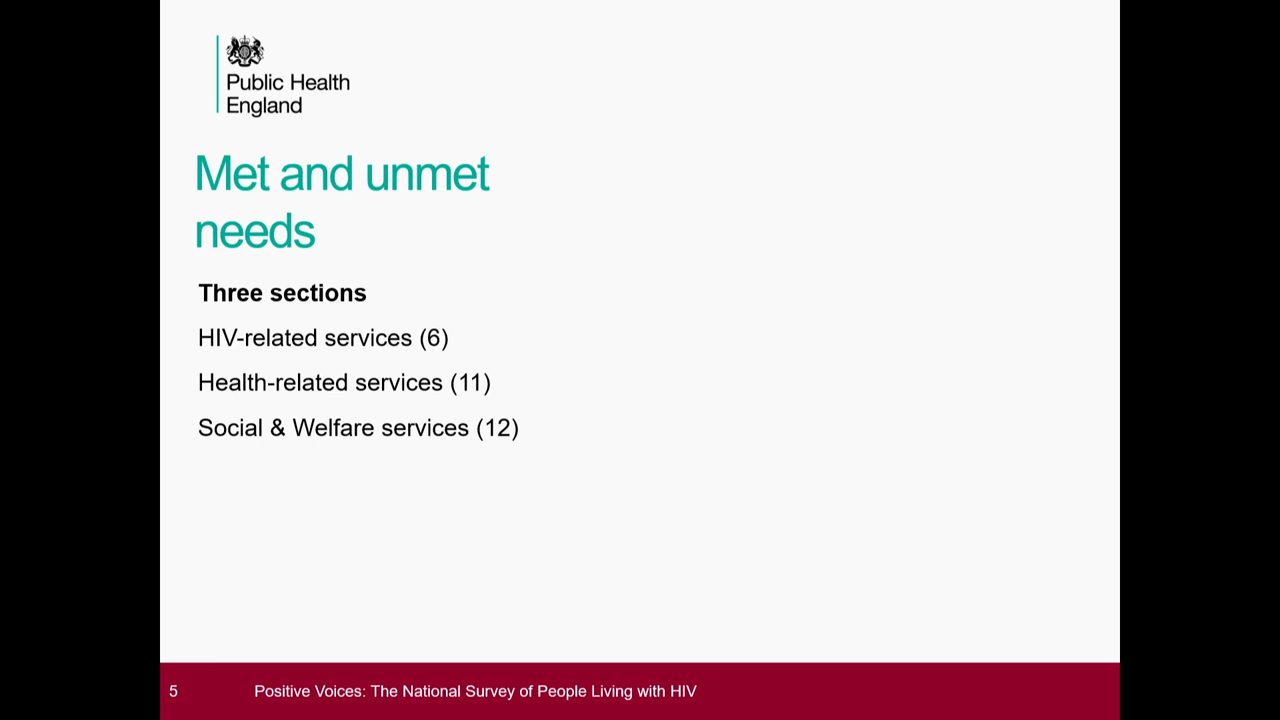 Public Health
England
Met and unmet
needs
Three sections
HIV-related services (6)
Health-related services (11)
Social & Welfare services (12)
5 Positive Voices: The National Survey of People Living with HIV